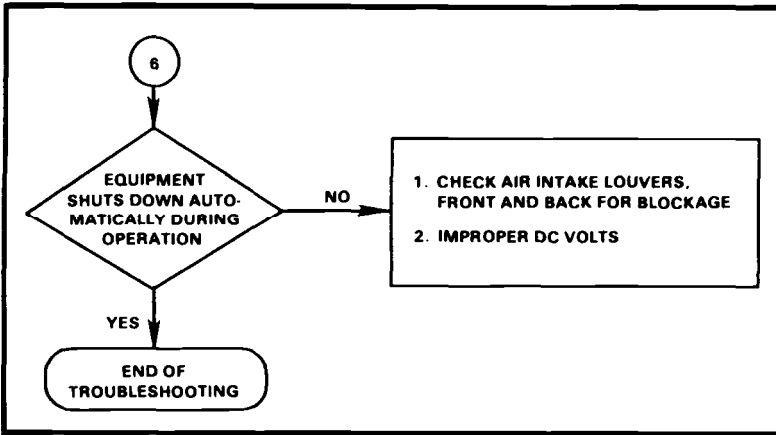 6
EQUIPMENT
SHUTS DOWN AUTO-
MATICALLY DURING
OPERATION
NO
1. CHECK AIR INTAKE LOUVERS,
FRONT AND BACK FOR BLOCKAGE
2. IMPROPER DC VOLTS
YES
END OF
TROUBLESHOOTING